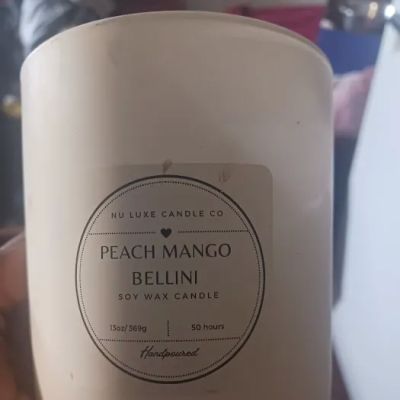 NU LUXE CANDLE CO
PEACH MANGO
BELLINI
SOY WAX CANDLE
13oz/369g | 50 hours
Handpoured